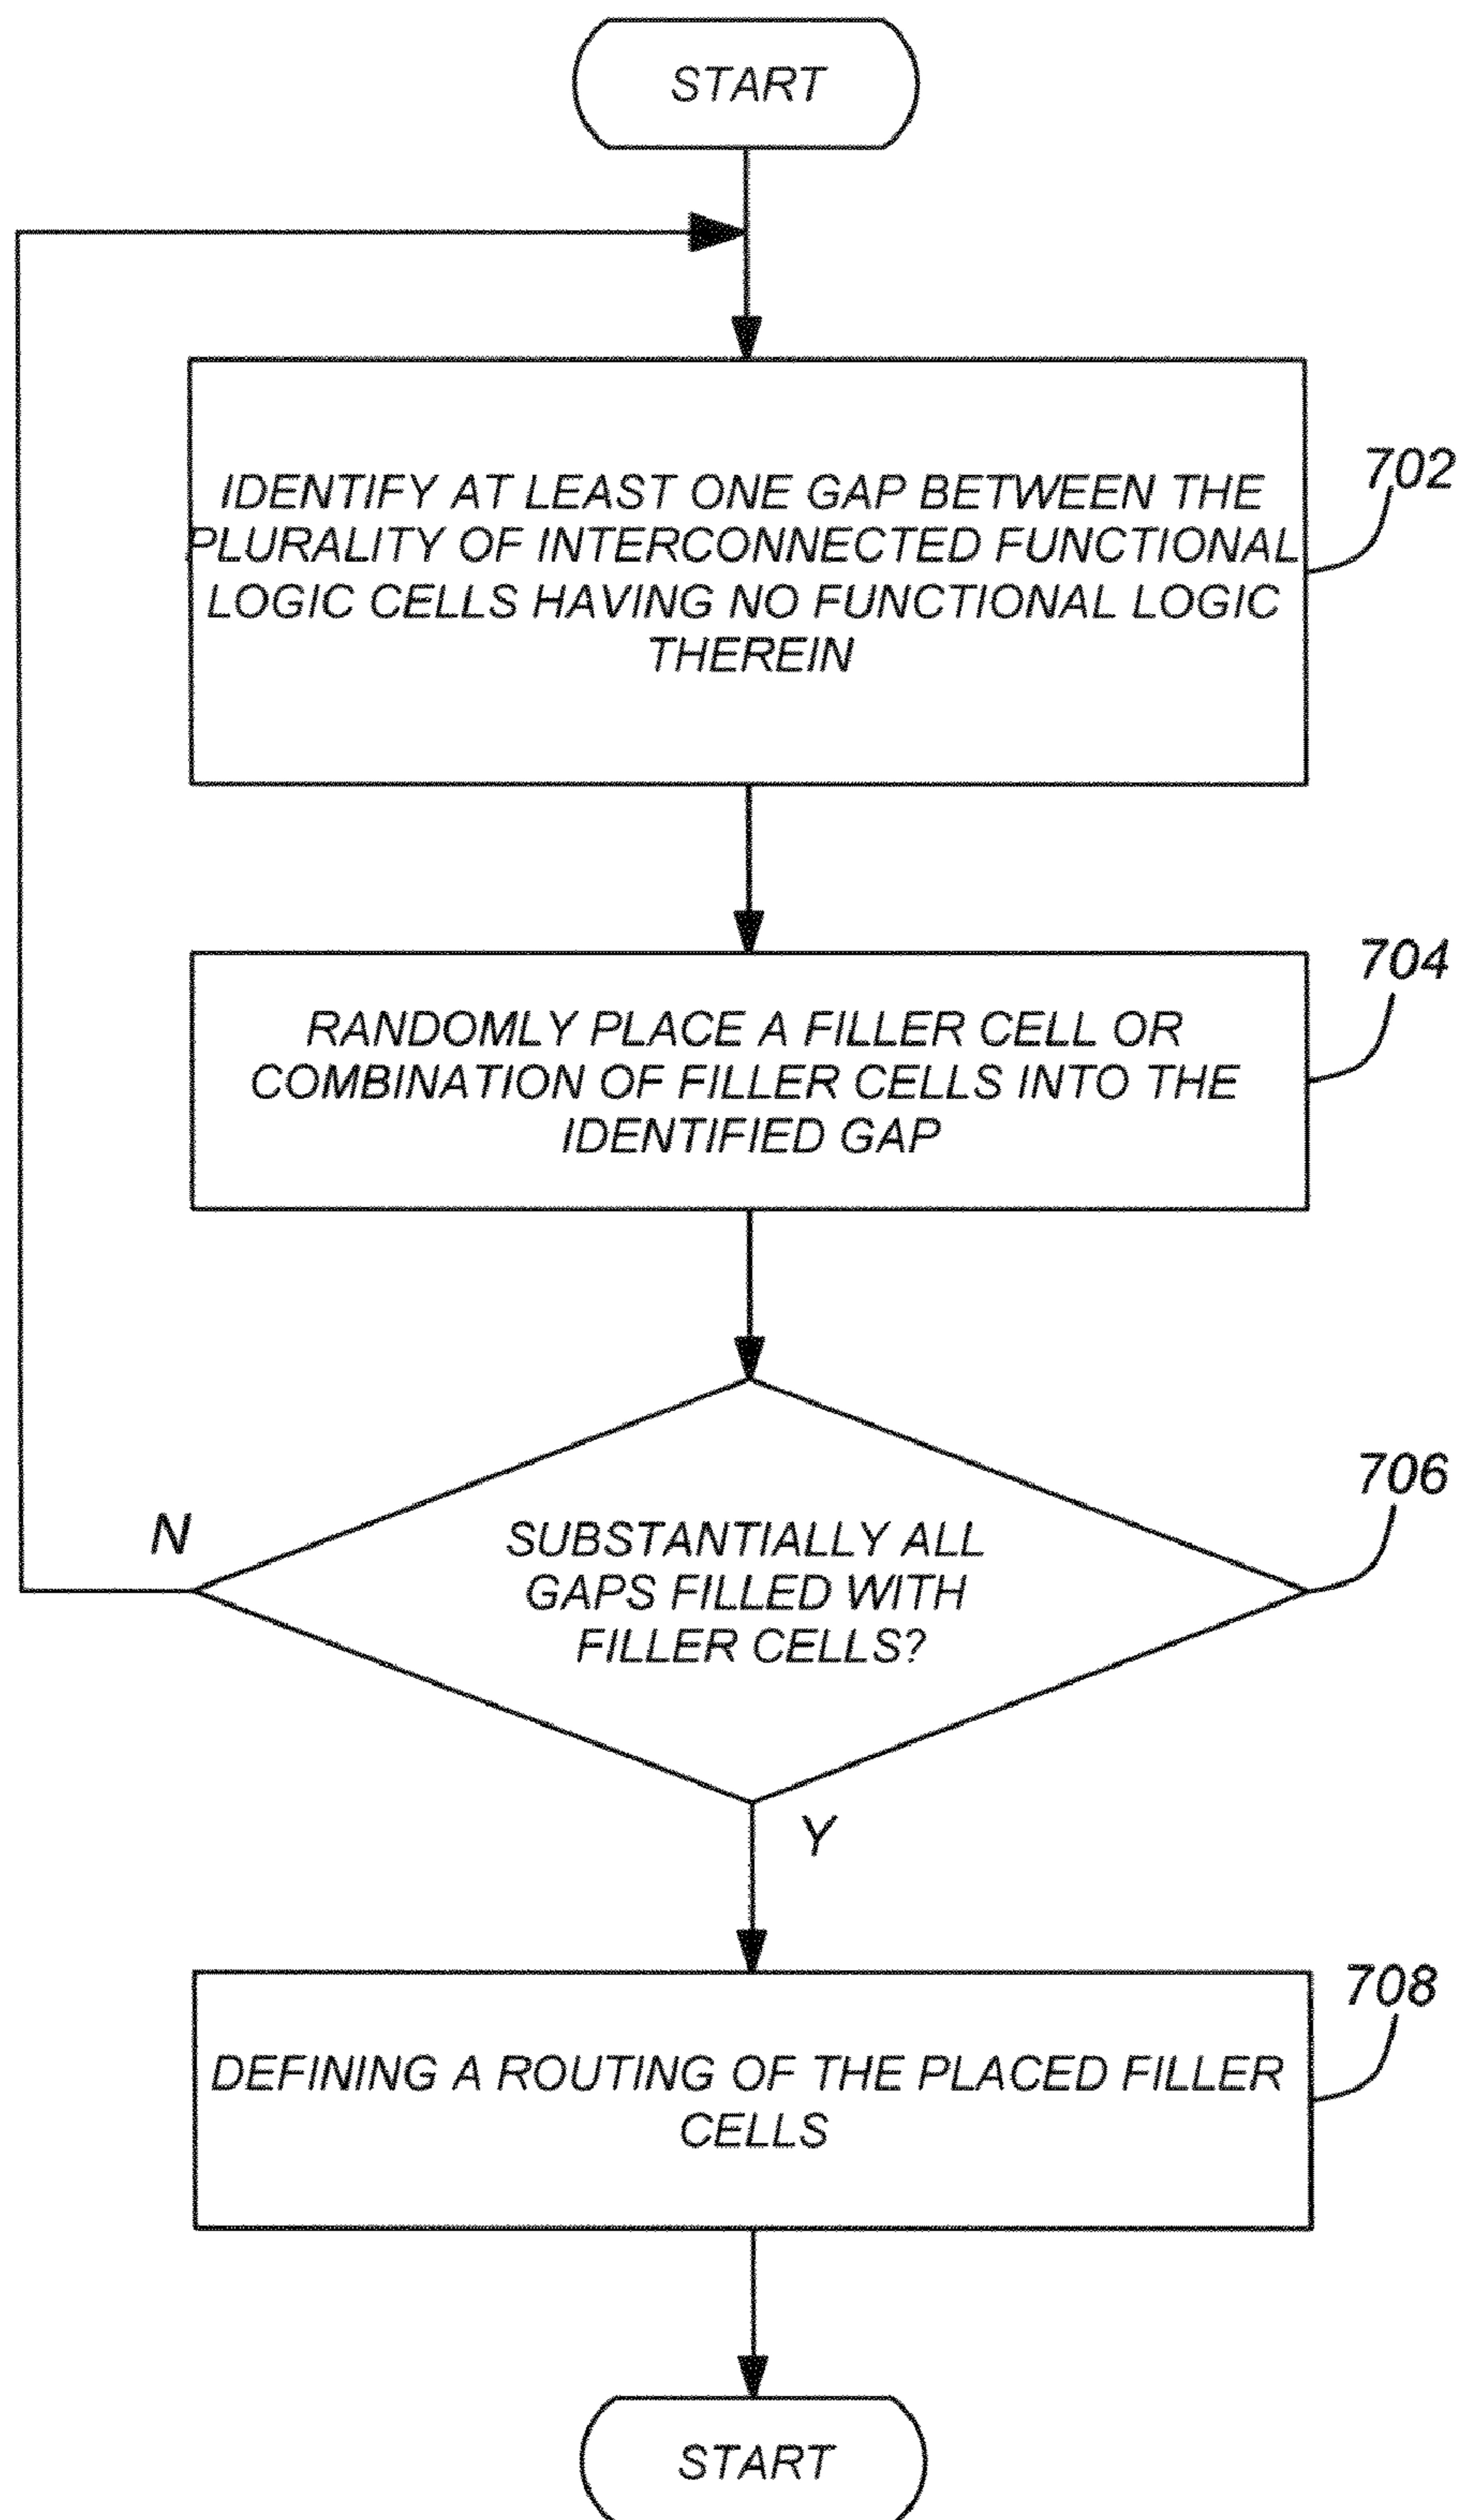 START
IDENTIFY AT LEAST ONE GAP BETWEEN THE
PLURALITY OF INTERCONNECTED FUNCTIONAL
LOGIC CELLS HAVING NO FUNCTIONAL LOGIC
THEREIN
702
RANDOMLY PLACE A FILLER CELL OR
COMBINATION OF FILLER CELLS INTO THE
IDENTIFIED GAP
704
SUBSTANTIALLY ALL
GAPS FILLED WITH
FILLER CELLS?
706
N
Y
DEFINING A ROUTING OF THE PLACED FILLER
CELLS
708
START